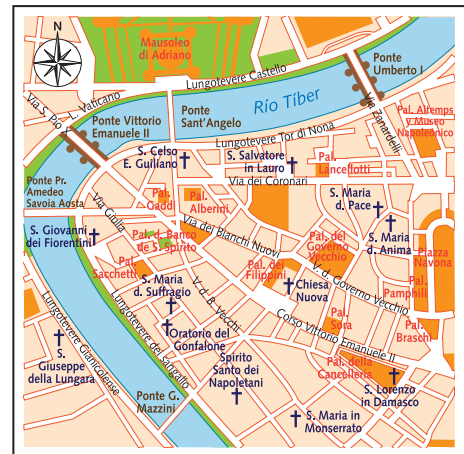 N
Mausoleo
di Adriano
Ponte
Umberto I
Lungotevere Castello
L. Vaticano
Via S. Pio X
Ponte Vittorio
Emanuele II
Ponte
Sant'Angelo
Río Tíber
Via Zanardelli
Pal. Altemps
y Museo
Napoleónico
Lungotevere Tor di Nona
S. Celso
E. Guiliano
S. Salvatore
in Lauro
Pal.
Lancellotti
Via dei Coronari
Ponte Pr.
Amedeo
Savoia Aosta
Via Giulia
Pal.
Gaddi
Pal.
Alberini
S. Maria
d. Pace
S. Giovanni
dei Fiorentini
Pal. d. Banco
de S. Spirito
Via dei Bianchi Nuovi
Pal. del
Governo
Vecchio
S. Maria
d. Anima
Piazza
Navona
Pal.
Sacchetti
S. Maria
d. Suffragio
V. d. B. Vecchi
Pal. dei
Filippini
Chiesa
Nuova
V. d. Governo Vecchio
Pal.
Pamphili
Lungotevere dei Sangallo
Oratorio del
Gonfalone
Corso Vittorio Emanuele II
Pal.
Sora
Pal.
Braschi
Lungotevere Gianicolense
S.
Giuseppe
della Lungara
Spirito
Santo dei
Napoletani
Pal. della
Cancelleria
S. Lorenzo
in Damasco
Ponte G.
Mazzini
S. Maria in
Monserrato